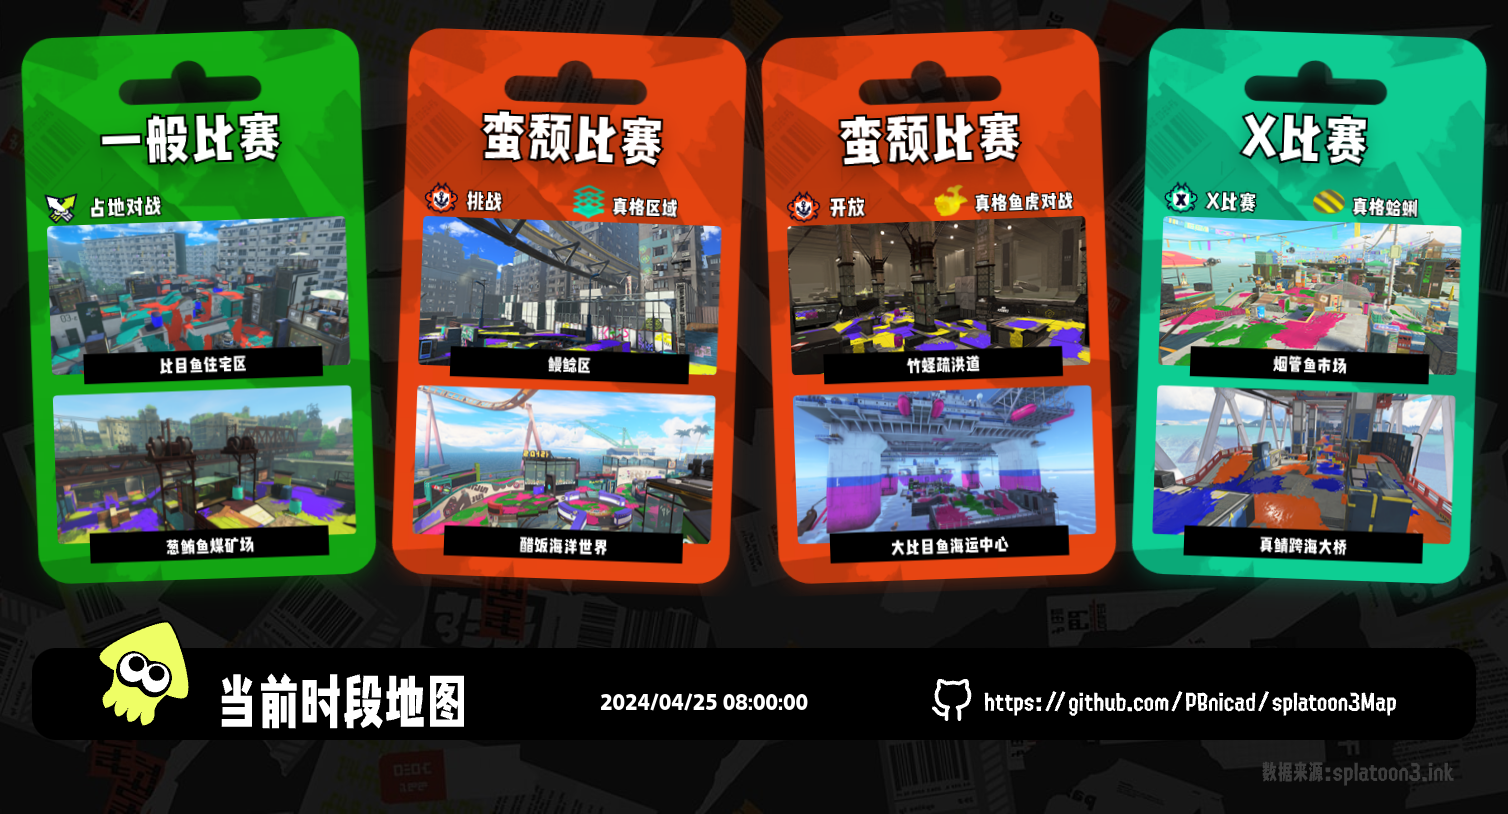 一般比赛
占地对战
比目鱼住宅区
葱鲔鱼煤矿场
蛮颓比赛
挑战
真格区域
鳗鲶区
醋饭海洋世界
蛮颓比赛
开放
真格鱼虎对战
竹蛏疏洪道
大比目鱼海运中心
X比赛
X比赛
真格蛤蜊
烟管鱼市场
真鲭跨海大桥
当前时段地图
2024/04/25 08:00:00
https://github.com/PBnicad/splatoon3Map
数据来源:splatoon3.ink